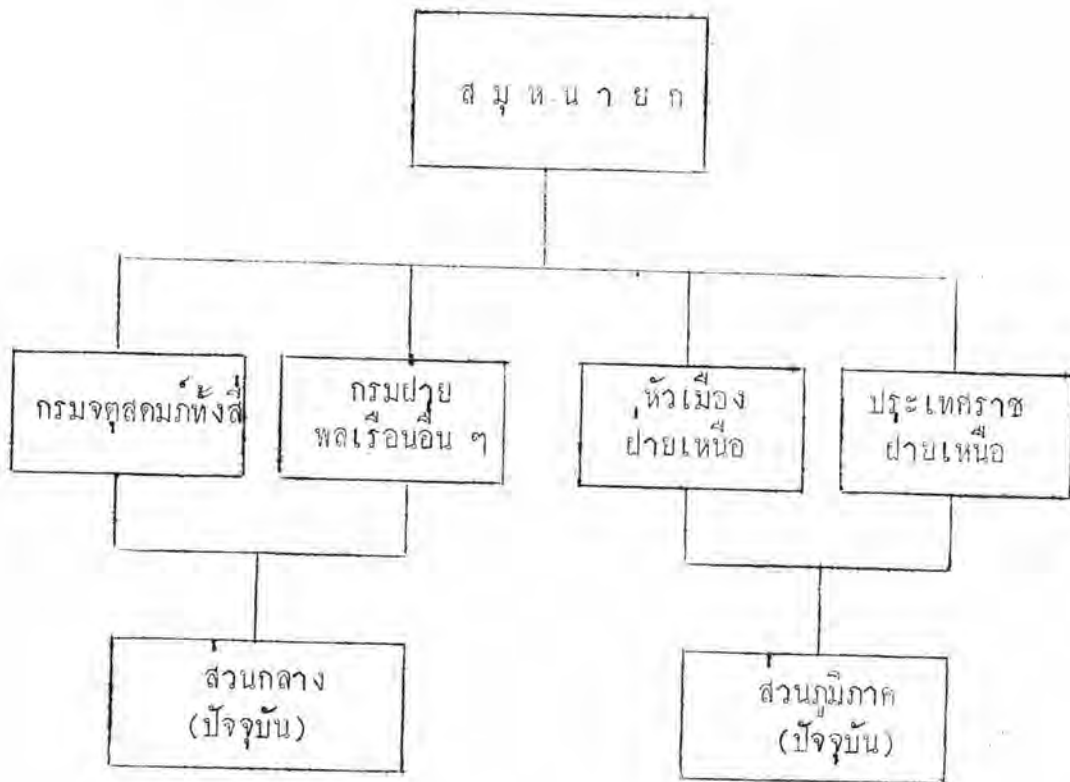 ส มุ ห น า ย ก
กรมจตุสดมภ์ทั้งสี่
กรมฝ่าย
พลเรือนอื่น ๆ
หัวเมือง
ฝ่ายเหนือ
ประเทศราช
ฝ่ายเหนือ
ส่วนกลาง
(ปัจจุบัน)
ส่วนภูมิภาค
(ปัจจุบัน)